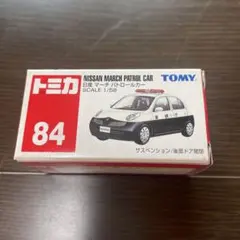 トミカ
84
NISSAN MARCH PATROL CAR
日産 マーチ パトロールカー
SCALE 1/58
TOMY
サスペンション/後面ドア開閉